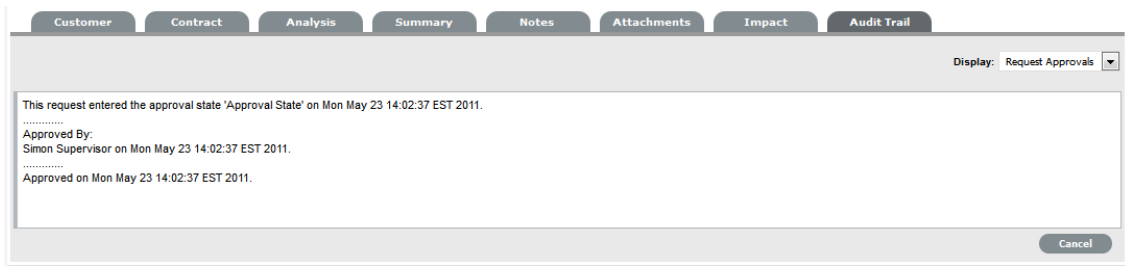 Customer Contract Analysis Summary Notes Attachments Impact Audit Trail
Display: Request Approvals
This request entered the approval state 'Approval State' on Mon May 23 14:02:37 EST 2011.
.............
Approved By:
Simon Supervisor on Mon May 23 14:02:37 EST 2011.
.............
Approved on Mon May 23 14:02:37 EST 2011.
Cancel